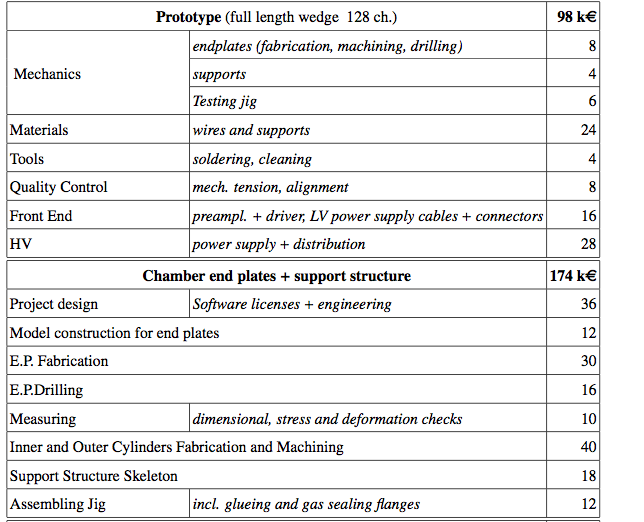 Prototype (full length wedge 128 ch.) 98 k€
Mechanics endplates (fabrication, machining, drilling) 8
supports 4
Testing jig 6
Materials wires and supports 24
Tools soldering, cleaning 4
Quality Control mech. tension, alignment 8
Front End preampl. + driver, LV power supply cables + connectors 16
HV power supply + distribution 28
Chamber end plates + support structure 174 k€
Project design Software licenses + engineering 36
Model construction for end plates 12
E.P. Fabrication 30
E.P.Drilling 16
Measuring dimensional, stress and deformation checks 10
Inner and Outer Cylinders Fabrication and Machining 40
Support Structure Skeleton 18
Assembling Jig incl. glueing and gas sealing flanges 12